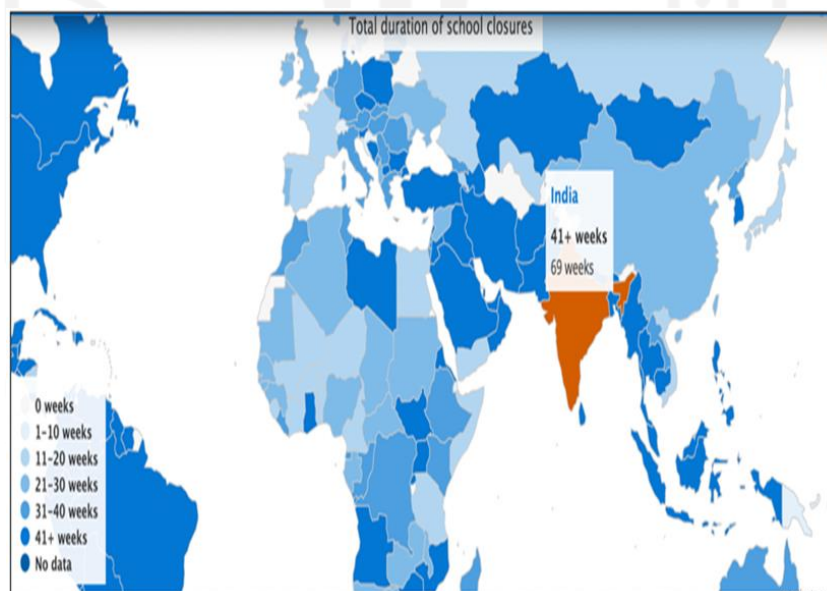 Total duration of school closures
India
41+ weeks
69 weeks
0 weeks
1-10 weeks
11-20 weeks
21-30 weeks
31-40 weeks
41+ weeks
No data